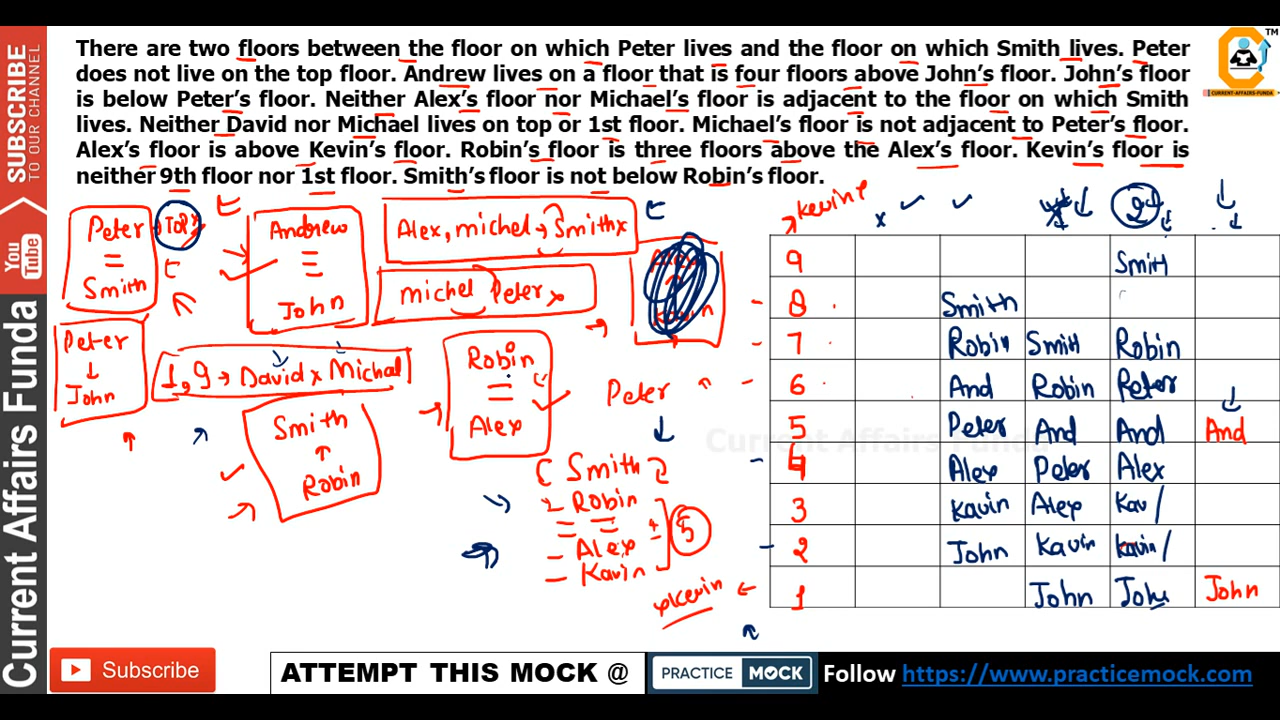 There are two floors between the floor on which Peter lives and the floor on which Smith lives. Peter
does not live on the top floor. Andrew lives on a floor that is four floors above John's floor. John's floor
is below Peter's floor. Neither Alex's floor nor Michael's floor is adjacent to the floor on which Smith
lives. Neither David nor Michael lives on top or 1st floor. Michael's floor is not adjacent to Peter's floor.
Alex's floor is above Kevin's floor. Robin's floor is three floors above the Alex's floor. Kevin's floor is
neither 9th floor nor 1st floor. Smith's floor is not below Robin's floor.
SUBSCRIBE
TO OUR CHANNEL
You
Tube
Current Affairs Funda
TM
CURRENT-AFFAIRS-FUNDA
Peter
Smith
Andrew
John
Alex, michel → Smith x
michel Peter x
Peter
↓
John
1, 9 → David x Michal
Smith
↑
Robin
Robin
Alex
Peter
Smith
Robin
Alex
Kavin
5
Kevin
9 Smith
8 Smith
7 Robin Smith Robin
6 And Robin Peter
5 Peter And And And
4 Alex Peter Alex
3 Kavin Alex Kav /
2 John Kavin Kavin /
1 John John John
Current Affairs Funda
Subscribe
ATTEMPT THIS MOCK @
PRACTICE MOCK
Follow https://www.practicemock.com